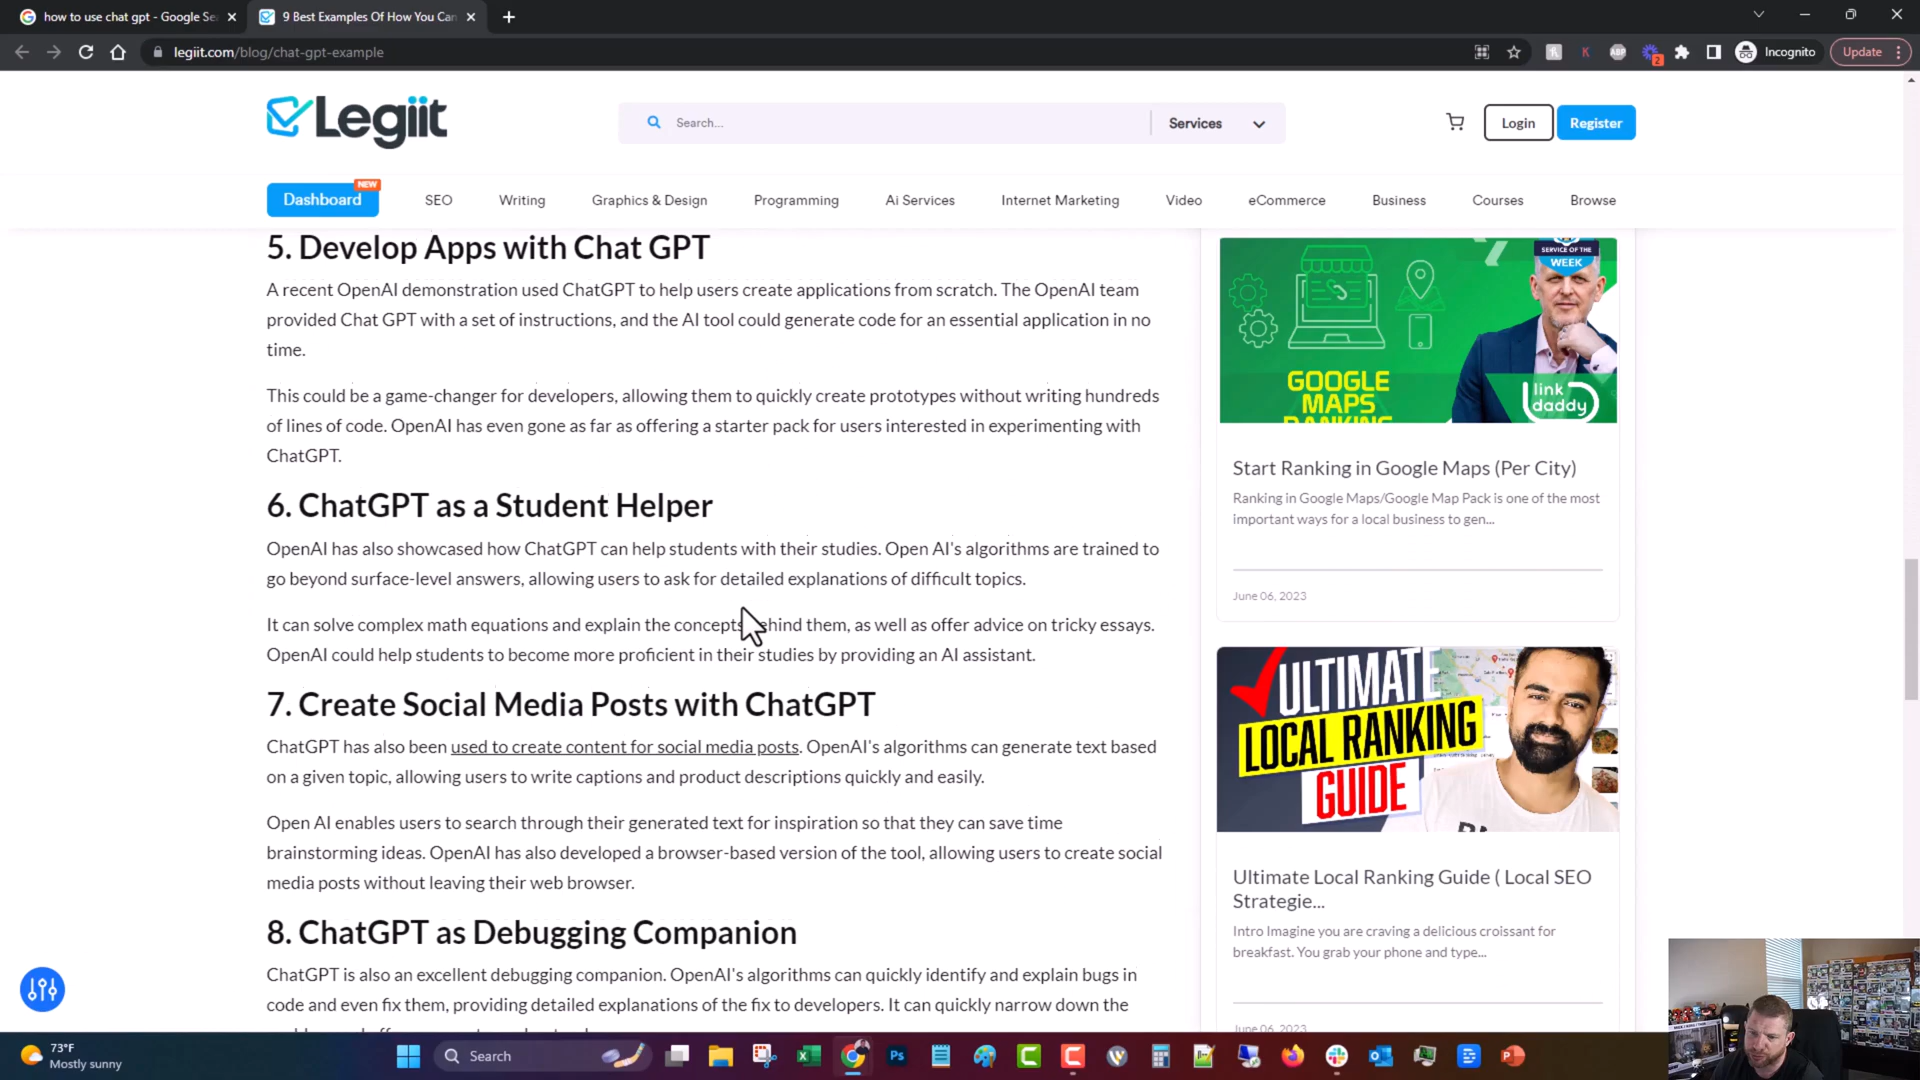 how to use chat gpt - Google Se
9 Best Examples Of How You Can
legiit.com/blog/chat-gpt-example
2
Incognito
Update
Legiit
Search...
Services
Login
Register
NEW
Dashboard
SEO
Writing
Graphics & Design
Programming
Ai Services
Internet Marketing
Video
eCommerce
Business
Courses
Browse
5. Develop Apps with Chat GPT
A recent OpenAI demonstration used ChatGPT to help users create applications from scratch. The OpenAI team
provided Chat GPT with a set of instructions, and the AI tool could generate code for an essential application in no
time.
This could be a game-changer for developers, allowing them to quickly create prototypes without writing hundreds
of lines of code. OpenAI has even gone as far as offering a starter pack for users interested in experimenting with
ChatGPT.
6. ChatGPT as a Student Helper
OpenAI has also showcased how ChatGPT can help students with their studies. Open AI's algorithms are trained to
go beyond surface-level answers, allowing users to ask for detailed explanations of difficult topics.
It can solve complex math equations and explain the concepts behind them, as well as offer advice on tricky essays.
OpenAI could help students to become more proficient in their studies by providing an AI assistant.
7. Create Social Media Posts with ChatGPT
ChatGPT has also been used to create content for social media posts. OpenAI's algorithms can generate text based
on a given topic, allowing users to write captions and product descriptions quickly and easily.
Open AI enables users to search through their generated text for inspiration so that they can save time
brainstorming ideas. OpenAI has also developed a browser-based version of the tool, allowing users to create social
media posts without leaving their web browser.
8. ChatGPT as Debugging Companion
ChatGPT is also an excellent debugging companion. OpenAI's algorithms can quickly identify and explain bugs in
code and even fix them, providing detailed explanations of the fix to developers. It can quickly narrow down the
SERVICE OF THE
WEEK
GOOGLE
MAPS
RANKING
link
daddy
Start Ranking in Google Maps (Per City)
Ranking in Google Maps/Google Map Pack is one of the most
important ways for a local business to gen...
June 06, 2023
ULTIMATE
LOCAL RANKING
GUIDE
Ultimate Local Ranking Guide ( Local SEO
Strategie...
Intro Imagine you are craving a delicious croissant for
breakfast. You grab your phone and type...
June 06, 2023
73°F
Mostly sunny
Search